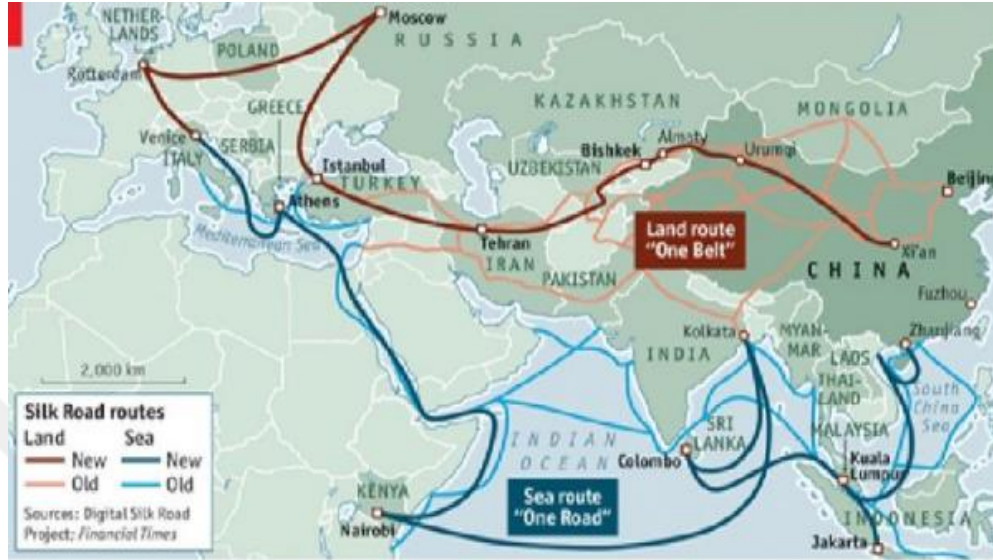 NETHER-
LANDS
Moscow
RUSSIA
POLAND
Rotterdam
GREECE
KAZAKHSTAN
MONGOLIA
Venice
ITALY
SERBIA
Almaty
Bishkek
Urumqi
UZBEKISTAN
Istanbul
TURKEY
Beijing
Athens
Mediterranean Sea
Tehran
IRAN
Land route
"One Belt"
Xi'an
CHINA
PAKISTAN
Fuzhou
Kolkata
MYAN-
MAR
Zhanjiang
INDIA
LAOS
2,000 km
THAI-
LAND
South
China
Sea
Silk Road routes
Land
Sea
New
New
Old
Old
Sources: Digital Silk Road
Project; Financial Times
INDIAN
OCEAN
SRI
LANKA
Colombo
MALAYSIA
Kuala
Lumpur
KENYA
Nairobi
Sea route
"One Road"
INDONESIA
Jakarta